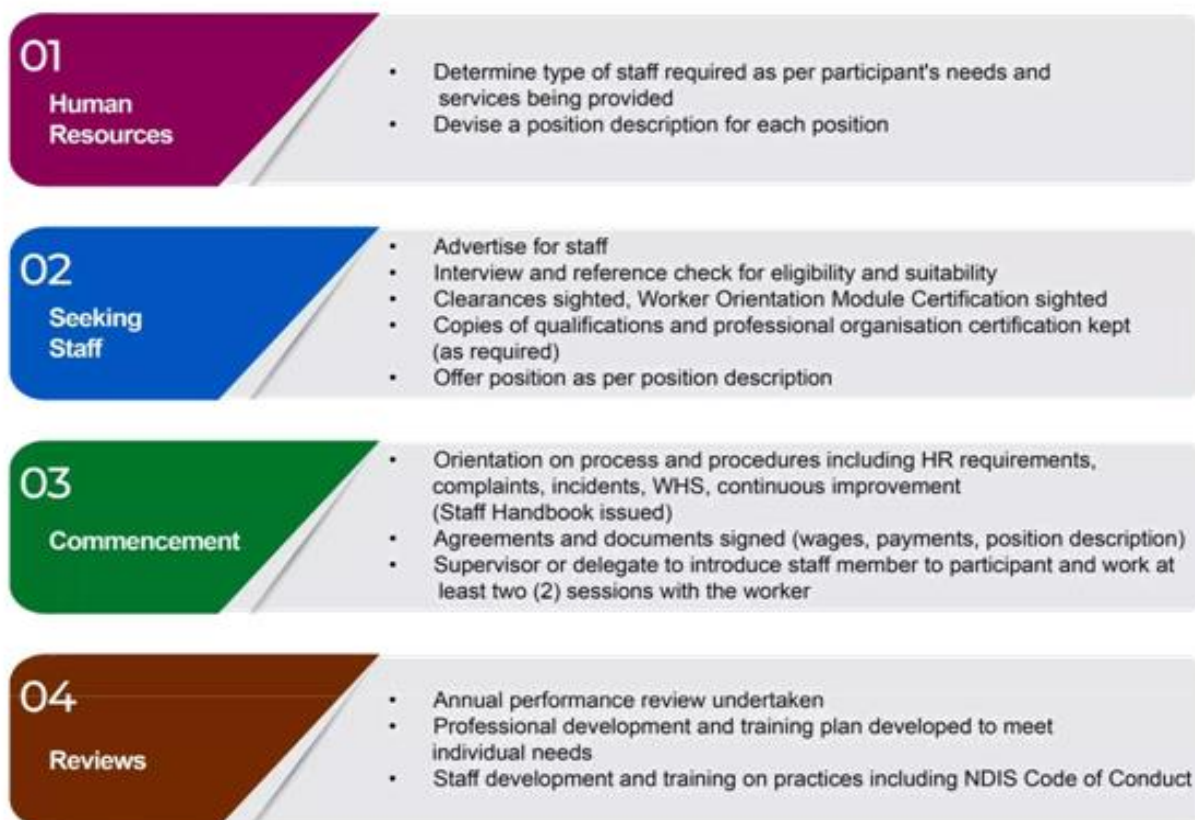 01
Human
Resources
• Determine type of staff required as per participant's needs and
services being provided
• Devise a position description for each position
02
Seeking
Staff
• Advertise for staff
• Interview and reference check for eligibility and suitability
• Clearances sighted, Worker Orientation Module Certification sighted
• Copies of qualifications and professional organisation certification kept
(as required)
• Offer position as per position description
03
Commencement
• Orientation on process and procedures including HR requirements,
complaints, incidents, WHS, continuous improvement
(Staff Handbook issued)
• Agreements and documents signed (wages, payments, position description)
• Supervisor or delegate to introduce staff member to participant and work at
least two (2) sessions with the worker
04
Reviews
• Annual performance review undertaken
• Professional development and training plan developed to meet
individual needs
• Staff development and training on practices including NDIS Code of Conduct